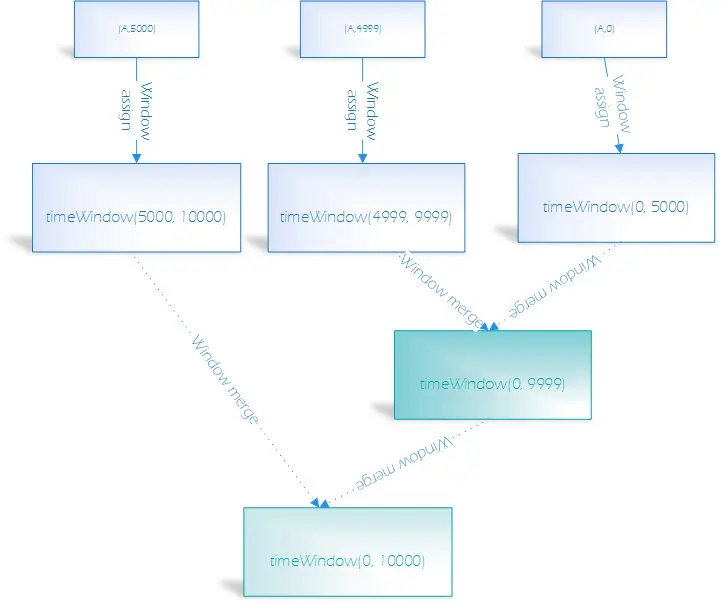 (A,5000)
(A,4999)
(A,0)
Window
assign
Window
assign
Window
assign
timeWindow(5000, 10000)
timeWindow(4999, 9999)
timeWindow(0, 5000)
Window merge
Window merge
timeWindow(0, 9999)
Window merge
Window merge
timeWindow(0, 10000)